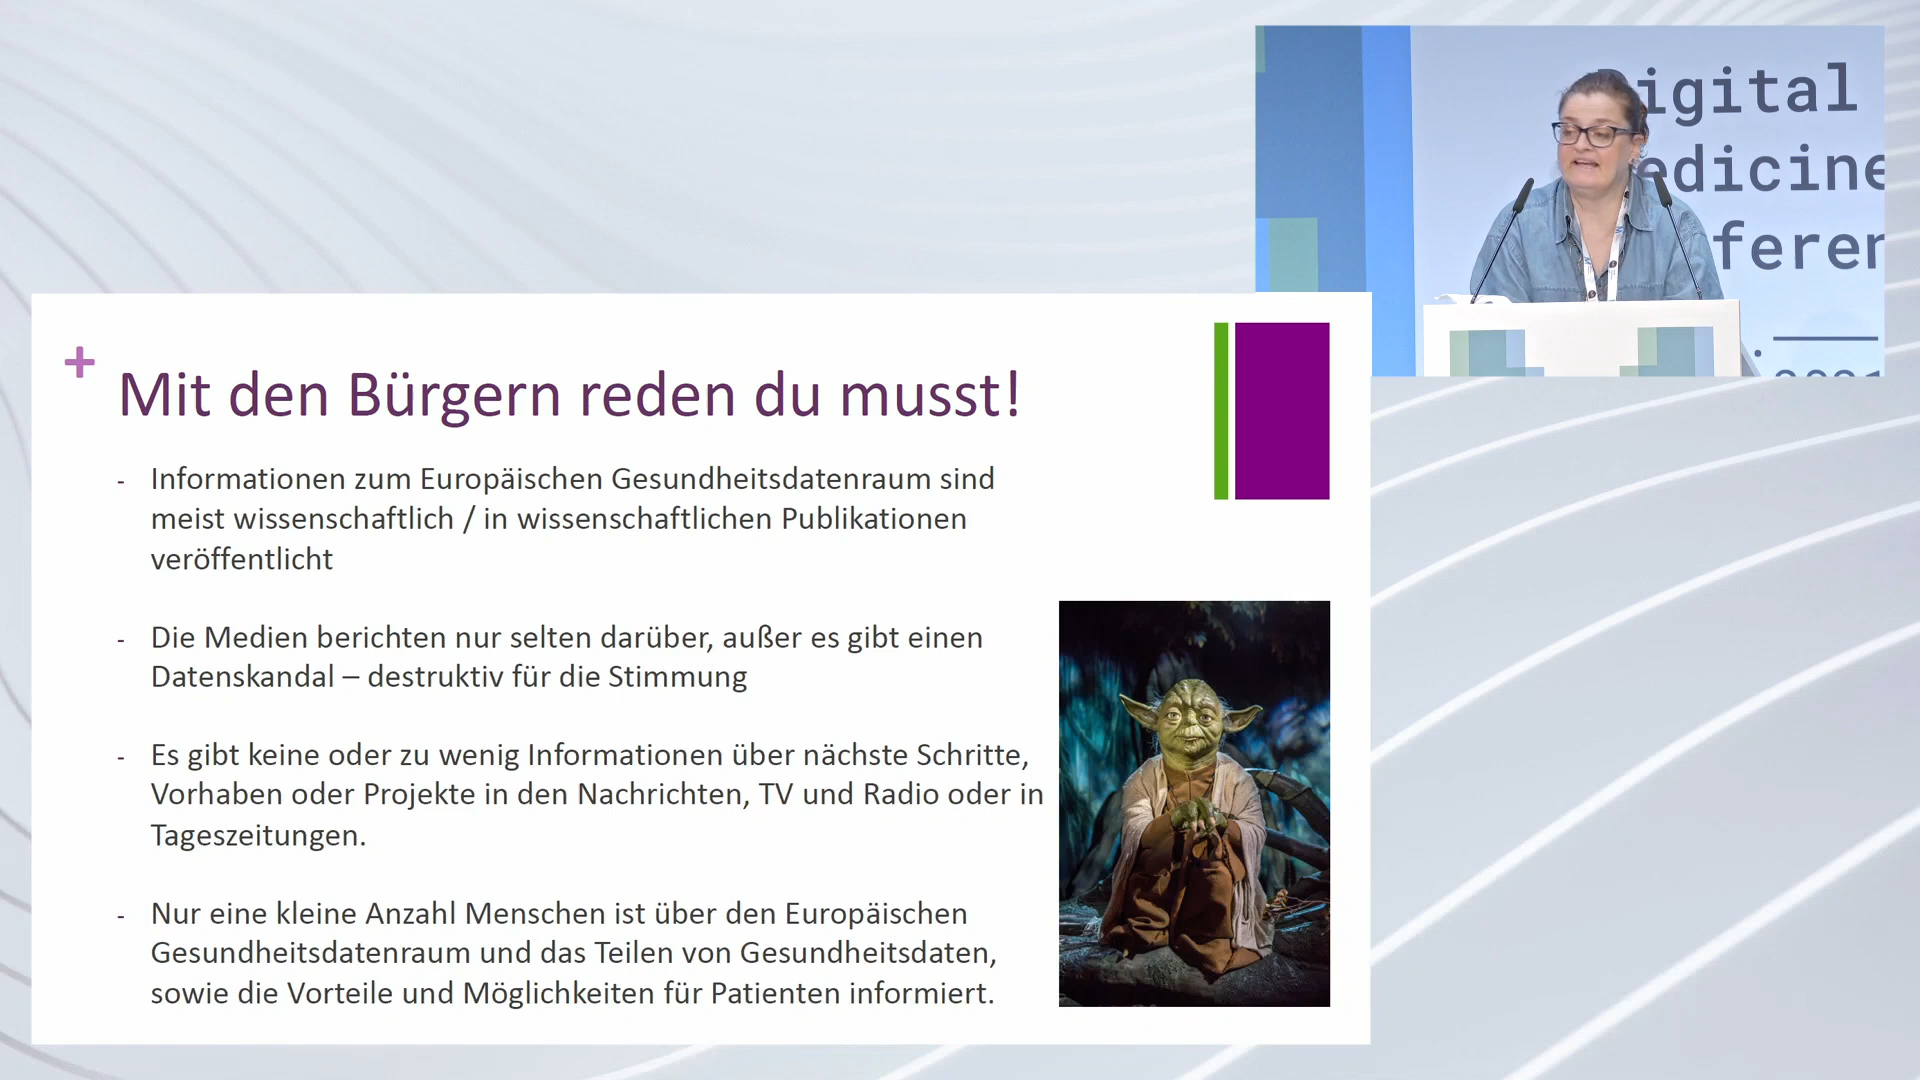 igital
edicine
feren
+
Mit den Bürgern reden du musst!
- Informationen zum Europäischen Gesundheitsdatenraum sind
meist wissenschaftlich / in wissenschaftlichen Publikationen
veröffentlicht
- Die Medien berichten nur selten darüber, außer es gibt einen
Datenskandal – destruktiv für die Stimmung
- Es gibt keine oder zu wenig Informationen über nächste Schritte,
Vorhaben oder Projekte in den Nachrichten, TV und Radio oder in
Tageszeitungen.
- Nur eine kleine Anzahl Menschen ist über den Europäischen
Gesundheitsdatenraum und das Teilen von Gesundheitsdaten,
sowie die Vorteile und Möglichkeiten für Patienten informiert.